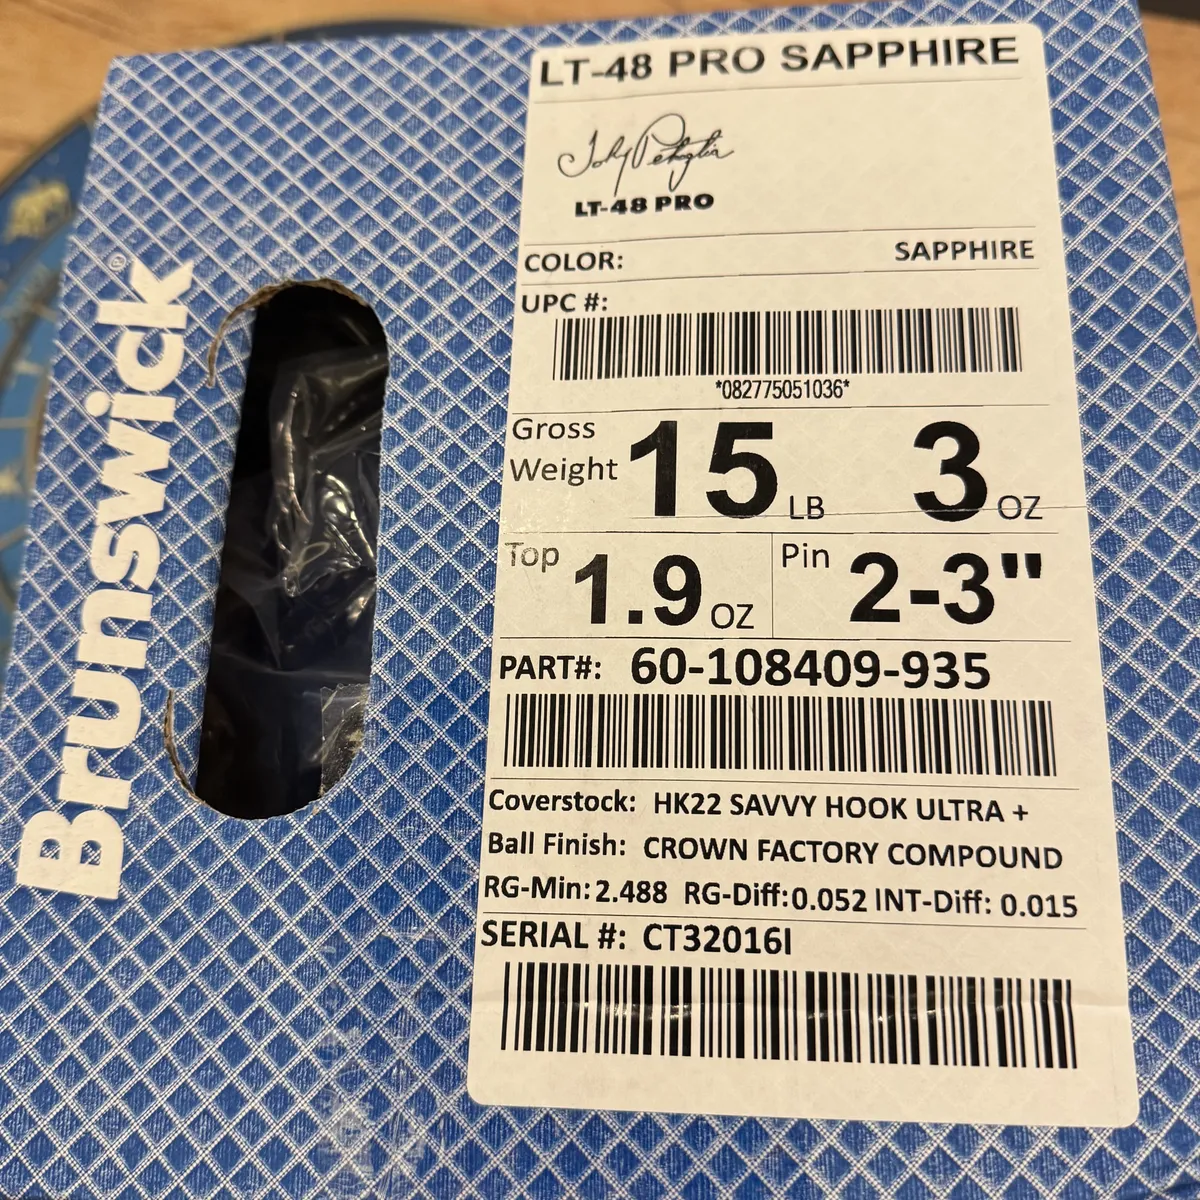 LT-48 PRO SAPPHIRE
LT-48 PRO
COLOR: SAPPHIRE
UPC #:
*082775051036*
Gross Weight 15 LB 3 OZ
Top 1.9 OZ Pin 2-3"
PART#: 60-108409-935
Coverstock: HK22 SAVVY HOOK ULTRA +
Ball Finish: CROWN FACTORY COMPOUND
RG-Min: 2.488 RG-Diff: 0.052 INT-Diff: 0.015
SERIAL #: CT32016I
Brunswick®